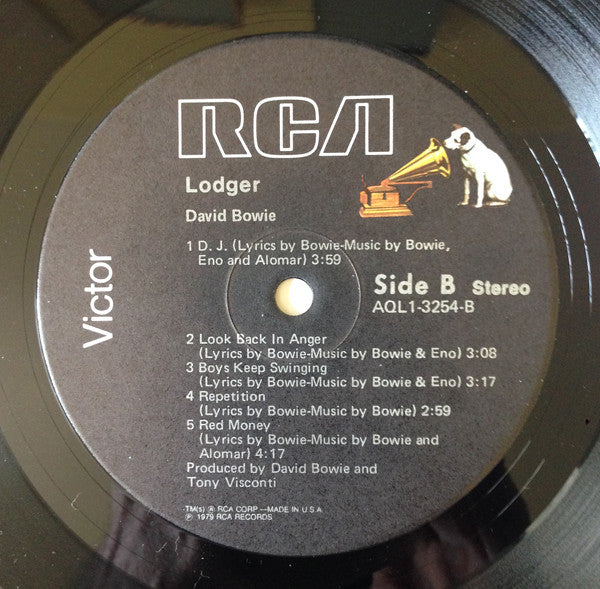 RCA
Lodger
David Bowie
1 D. J. (Lyrics by Bowie-Music by Bowie,
Eno and Alomar) 3:59
Side B Stereo
AQL1-3254-B
Victor
2 Look Back In Anger
(Lyrics by Bowie-Music by Bowie & Eno) 3:08
3 Boys Keep Swinging
(Lyrics by Bowie-Music by Bowie & Eno) 3:17
4 Repetition
(Lyrics by Bowie-Music by Bowie) 2:59
5 Red Money
(Lyrics by Bowie-Music by Bowie and
Alomar) 4:17
Produced by David Bowie and
Tony Visconti
TM(s) ® RCA CORP —MADE IN U.S.A
℗ 1979 RCA RECORDS